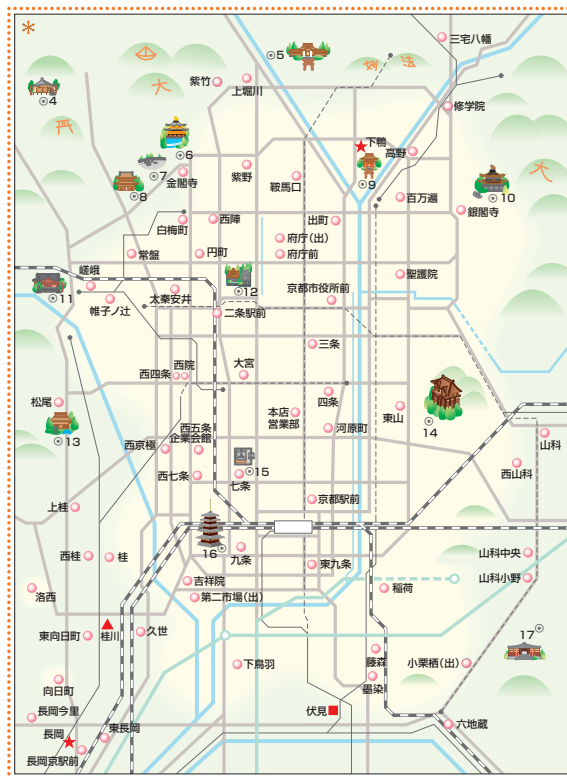 *
三宅八幡
5
妙
法
4
大
紫竹
上堀川
修学院
6
下鴨
高野
大
7
金閣寺
紫野
鞍馬口
9
8
10
百万遍
銀閣寺
白梅町
西陣
出町
府庁(出)
常盤
円町
府庁前
嵯峨
聖護院
11
太秦安井
12
京都市役所前
帷子ノ辻
二条駅前
三条
西院
大宮
西四条
松尾
四条
本店
営業部
東山
14
13
西五条
企業会館
河原町
西京極
山科
15
西山科
西七条
七条
上桂
京都駅前
16
九条
西桂
桂
東九条
山科中央
吉祥院
山科小野
洛西
第二市場(出)
稲荷
東向日町
桂川
久世
17
藤森
小栗栖(出)
下鳥羽
向日町
墨染
長岡今里
伏見
六地蔵
長岡
東長岡
長岡京駅前